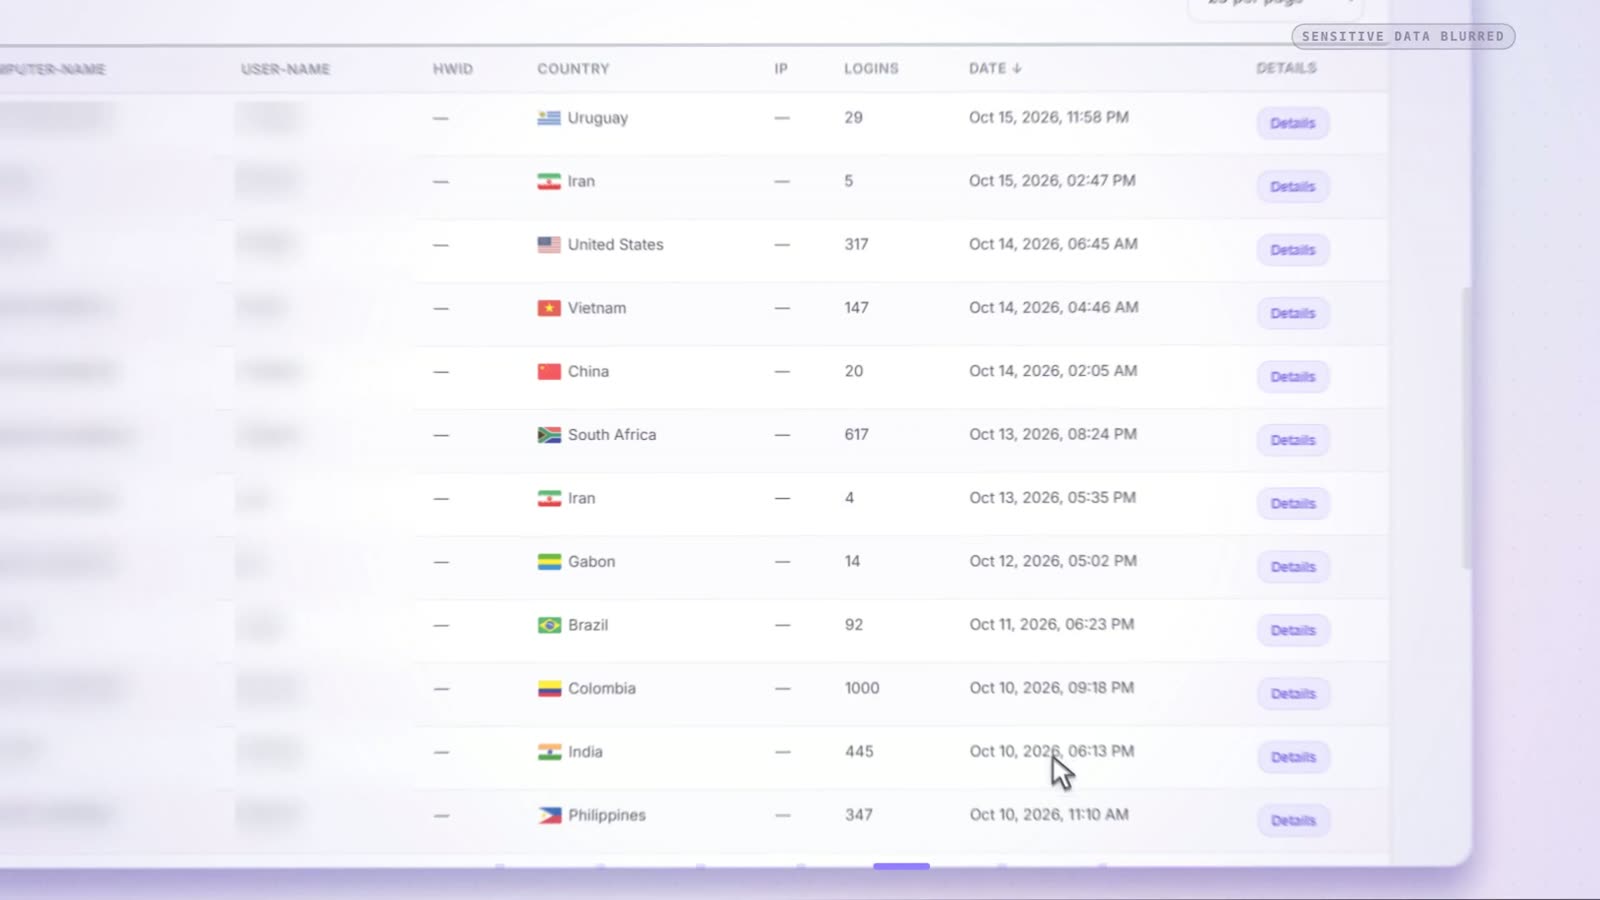 25 per page
SENSITIVE DATA BLURRED
MPUTER-NAME USER-NAME HWID COUNTRY IP LOGINS DATE ↓ DETAILS
— Uruguay — 29 Oct 15, 2026, 11:58 PM Details
— Iran — 5 Oct 15, 2026, 02:47 PM Details
— United States — 317 Oct 14, 2026, 06:45 AM Details
— Vietnam — 147 Oct 14, 2026, 04:46 AM Details
— China — 20 Oct 14, 2026, 02:05 AM Details
— South Africa — 617 Oct 13, 2026, 08:24 PM Details
— Iran — 4 Oct 13, 2026, 05:35 PM Details
— Gabon — 14 Oct 12, 2026, 05:02 PM Details
— Brazil — 92 Oct 11, 2026, 06:23 PM Details
— Colombia — 1000 Oct 10, 2026, 09:18 PM Details
— India — 445 Oct 10, 2026, 06:13 PM Details
— Philippines — 347 Oct 10, 2026, 11:10 AM Details